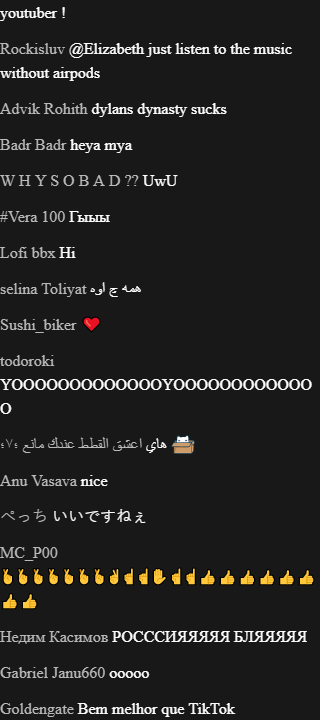 youtuber !
Rockisluv @Elizabeth just listen to the music
without airpods
Advik Rohith dylans dynasty sucks
Badr Badr heya mya
W H Y S O B A D ?? UwU
#Vera 100 Гыыы
Lofi bbx Hi
selina Toliyat همه ج اوه
Sushi_biker ❤️
todoroki
YOOOOOOOOOOOOOYOOOOOOOOOOOO
O
اعشق القطط عندك مانع ؛٧؛ هاي
Anu Vasava nice
ぺっち いいですねぇ
MC_P00
Недим Касимов РОСССИЯЯЯЯЯ БЛЯЯЯЯЯ
Gabriel Janu660 ooooo
Goldengate Bem melhor que TikTok